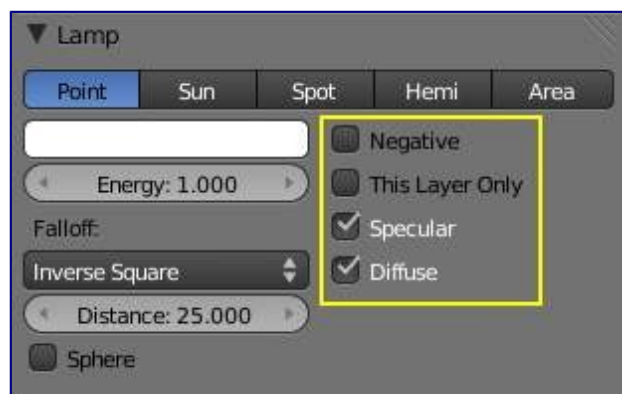 Lamp
Point Sun Spot Hemi Area
Negative
Energy: 1.000 This Layer Only
Falloff: Specular
Inverse Square Diffuse
Distance: 25.000
Sphere